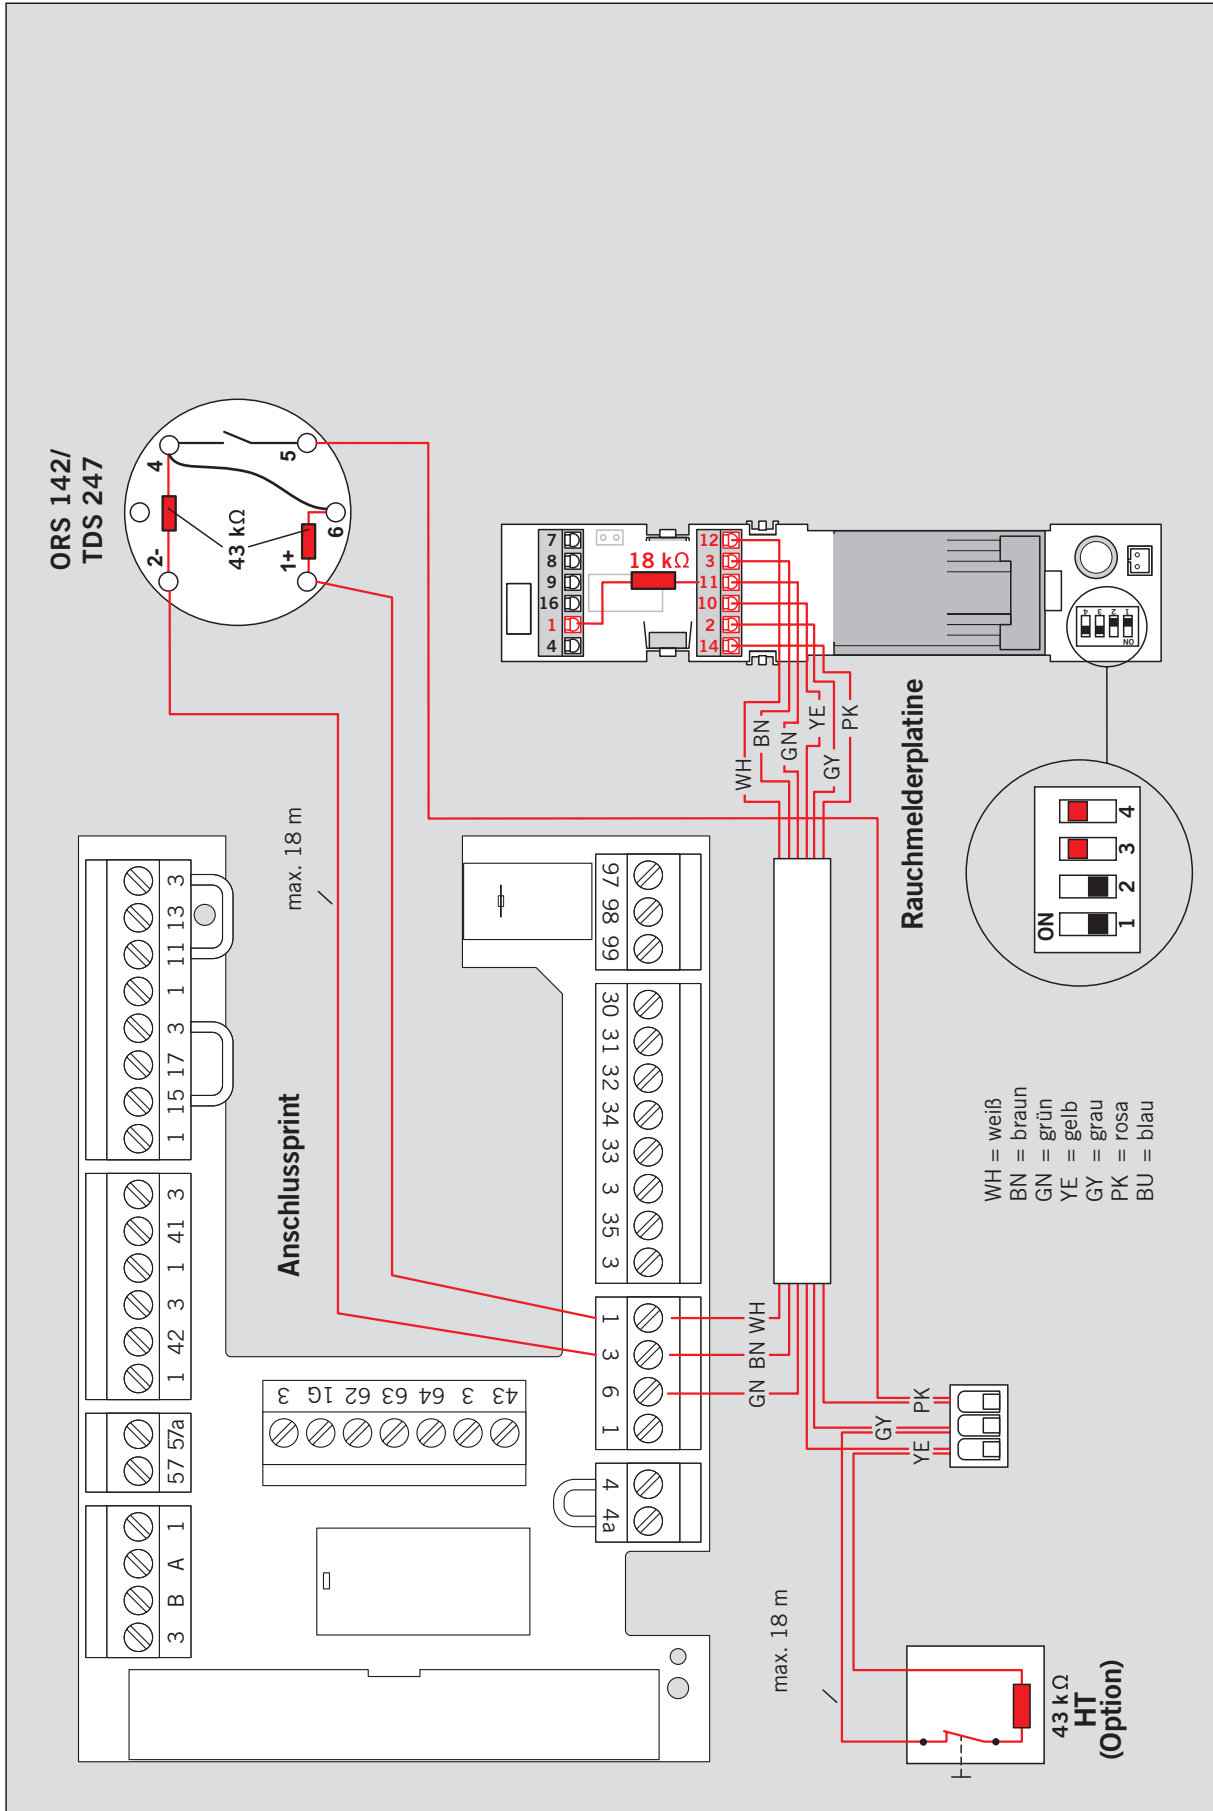 ORS 142/
TDS 247
4
2-
5
43 kΩ
1+
6
max. 18 m
3
13
11
1
3
17
15
1
3
41
1
3
42
1
57a
57
1
A
B
3
Anschlussprint
3
1G
62
63
64
3
43
97
98
99
30
31
32
34
33
3
35
3
1
3
6
1
4
4a
WH
BN
GN
7
8
9
16
1
4
18 kΩ
12
3
11
10
2
14
WH
BN
GN
YE
GY
PK
Rauchmelderplatine
4
3
2
1
ON
ON
1
2
3
4
WH = weiß
BN = braun
GN = grün
YE = gelb
GY = grau
PK = rosa
BU = blau
PK
GY
YE
max. 18 m
43 kΩ
HT
(Option)